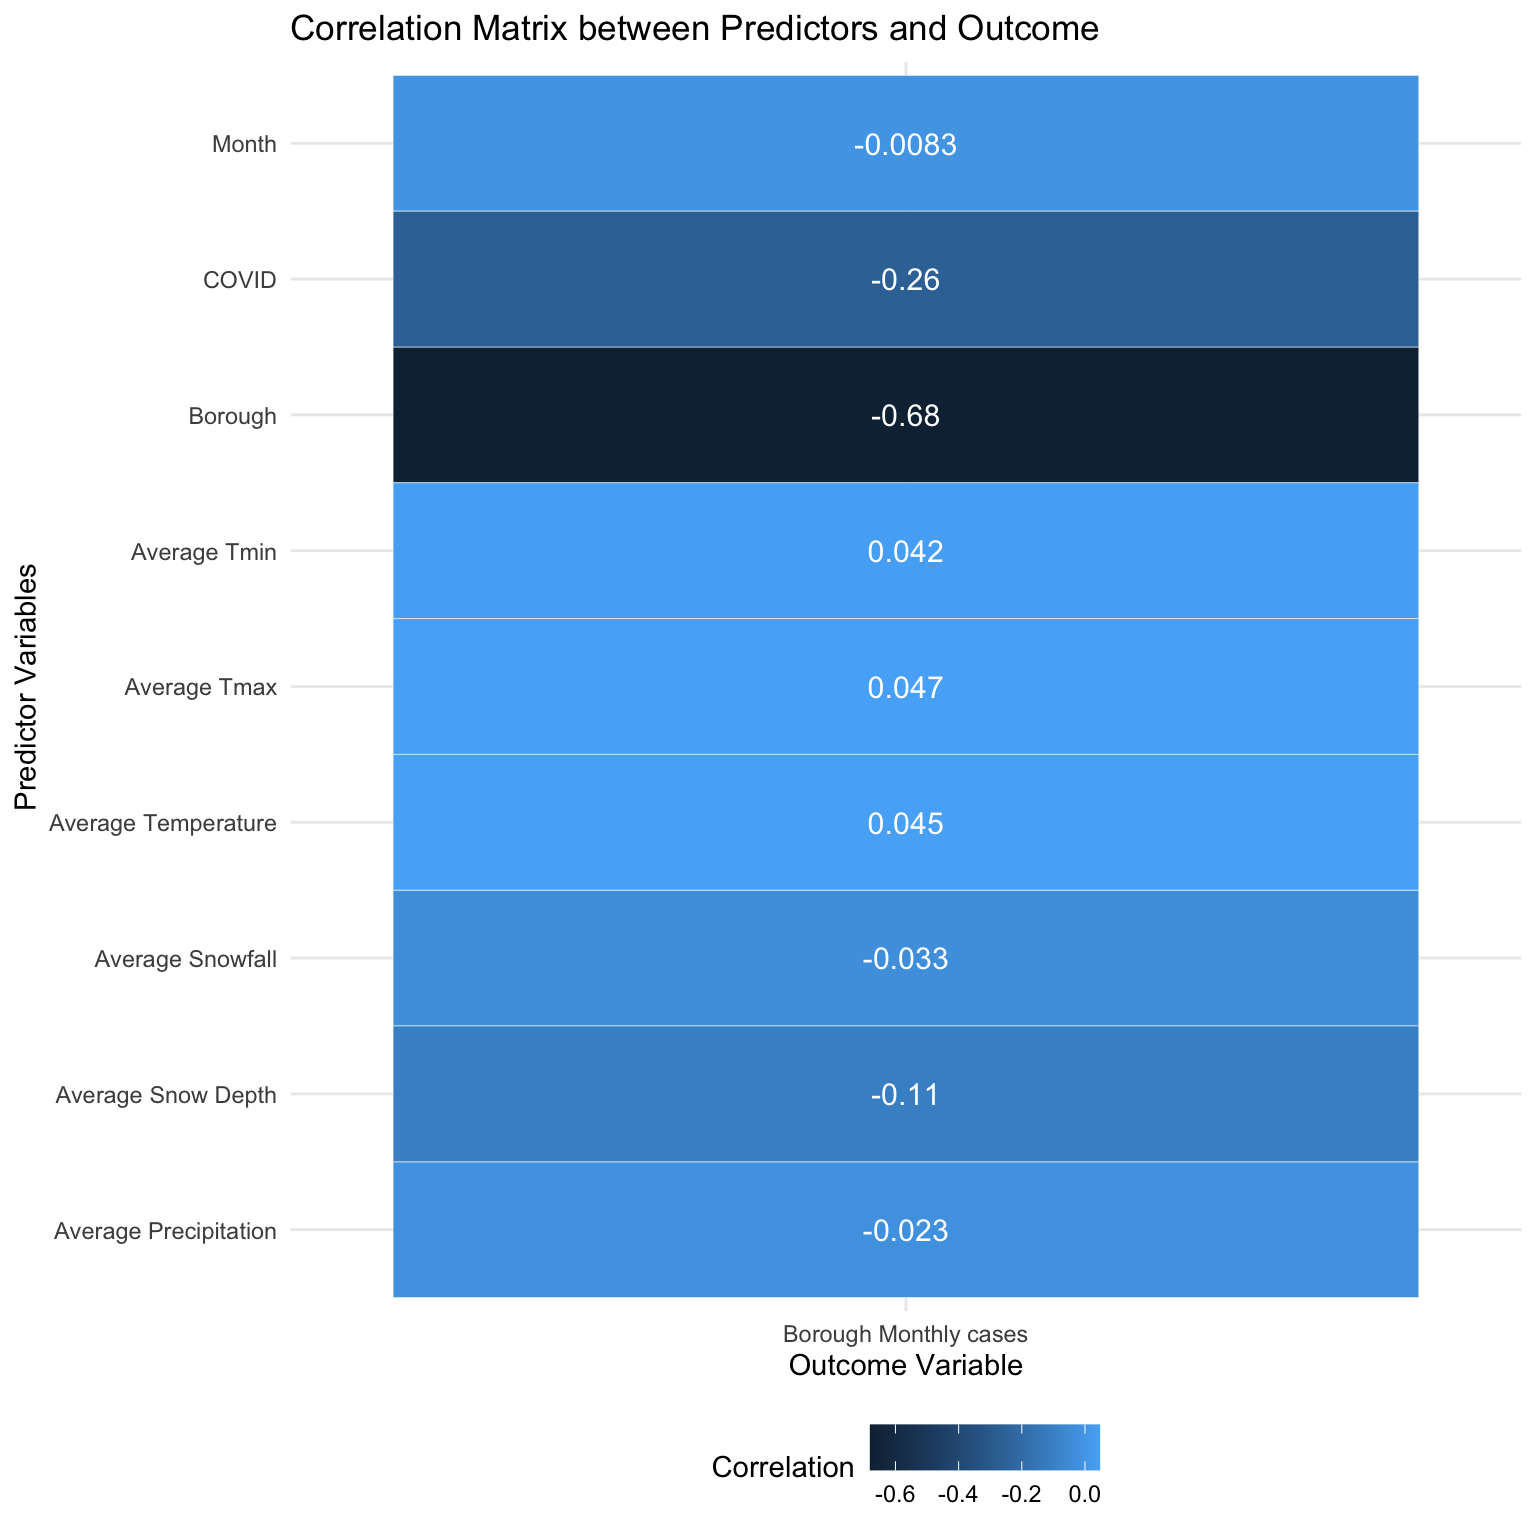 Correlation Matrix between Predictors and Outcome
Month
-0.0083
COVID
-0.26
Borough
-0.68
Average Tmin
0.042
Average Tmax
0.047
Average Temperature
0.045
Average Snowfall
-0.033
Average Snow Depth
-0.11
Average Precipitation
-0.023
Predictor Variables
Borough Monthly cases
Outcome Variable
Correlation
-0.6 -0.4 -0.2 0.0